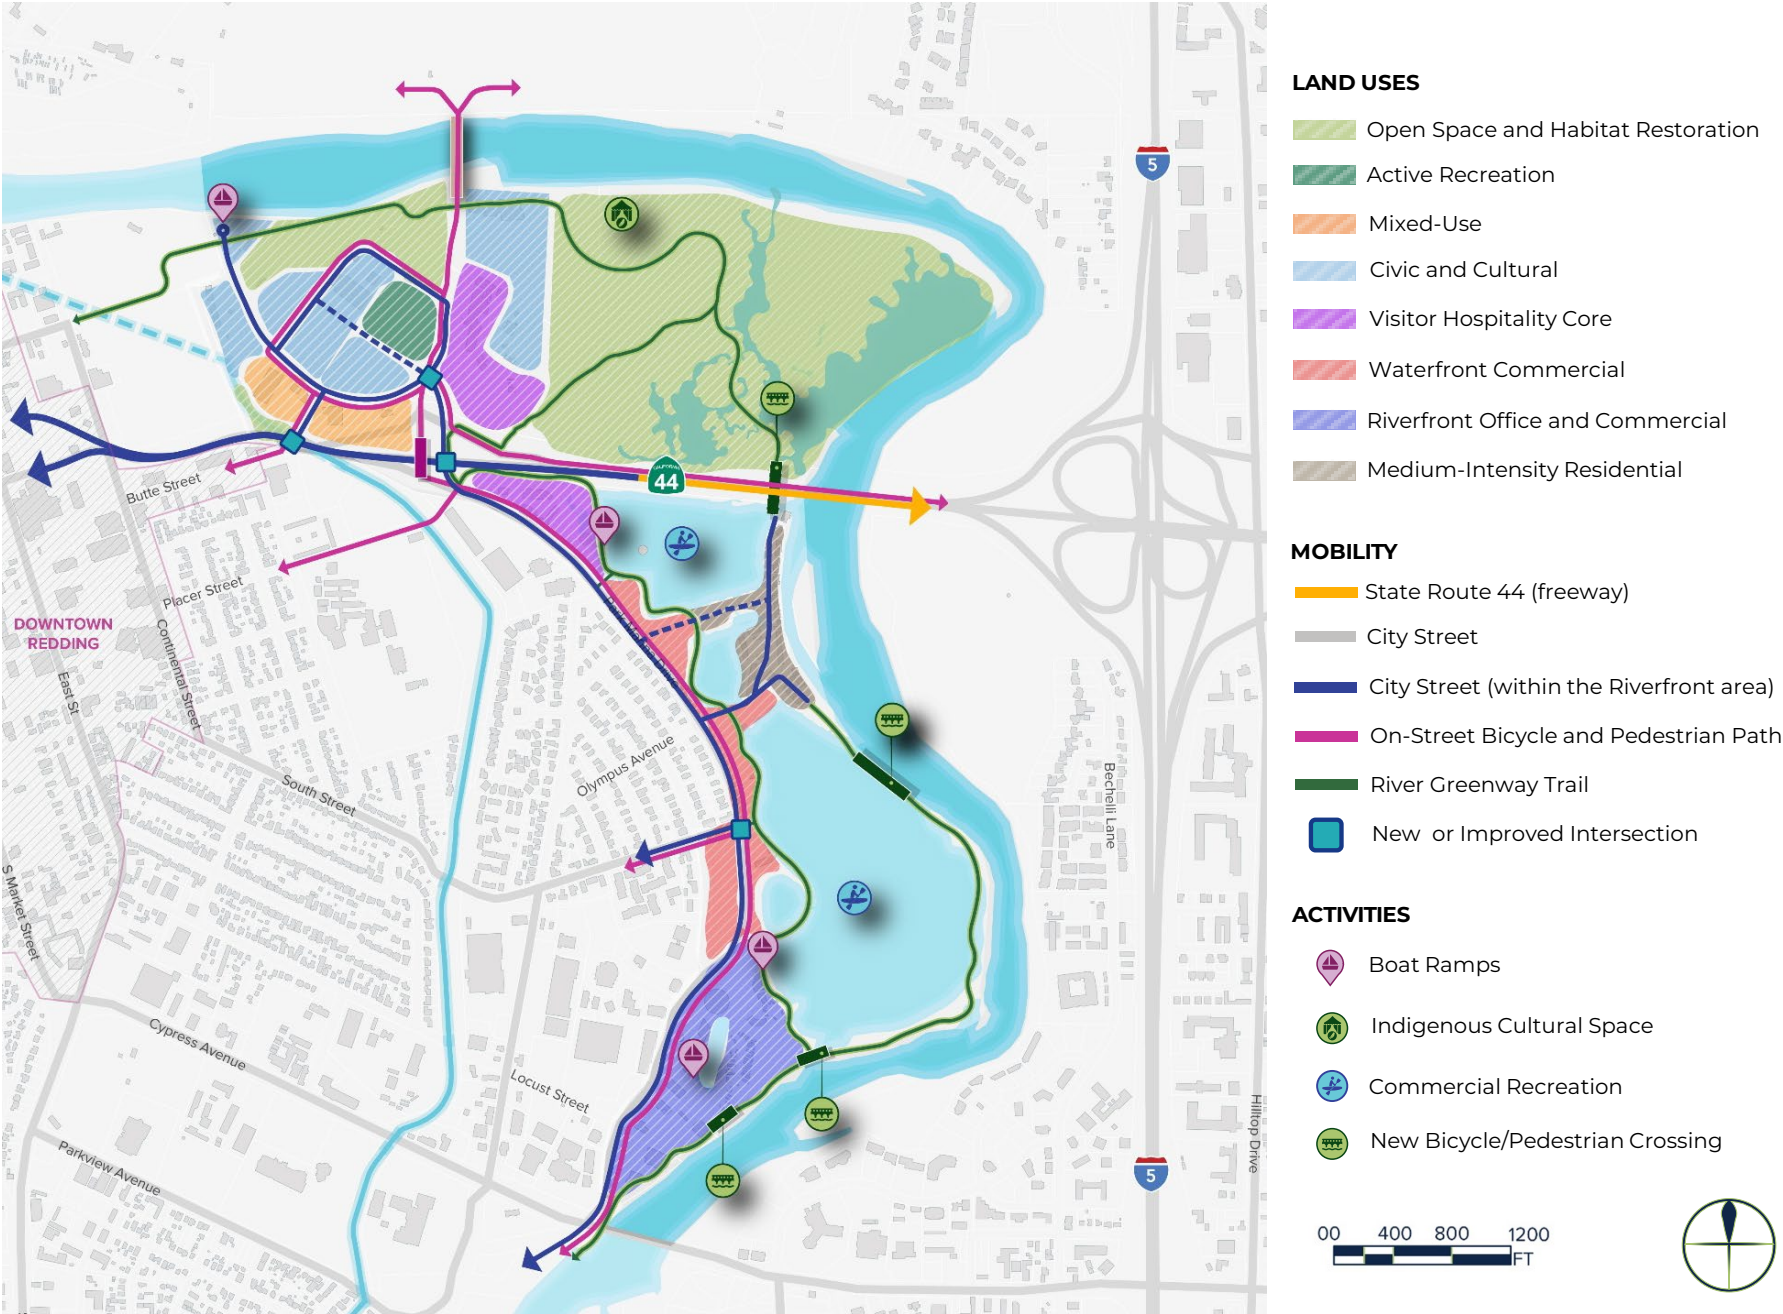 5
CALIFORNIA
44
Butte Street
Placer Street
DOWNTOWN
REDDING
Continental Street
East St
Park Marina Drive
Olympus Avenue
South Street
Bechelli Lane
S Market Street
Cypress Avenue
Locust Street
Parkview Avenue
Hilltop Drive
5
LAND USES
Open Space and Habitat Restoration
Active Recreation
Mixed-Use
Civic and Cultural
Visitor Hospitality Core
Waterfront Commercial
Riverfront Office and Commercial
Medium-Intensity Residential
MOBILITY
State Route 44 (freeway)
City Street
City Street (within the Riverfront area)
On-Street Bicycle and Pedestrian Path
River Greenway Trail
New or Improved Intersection
ACTIVITIES
Boat Ramps
Indigenous Cultural Space
Commercial Recreation
New Bicycle/Pedestrian Crossing
00 400 800 1200
FT